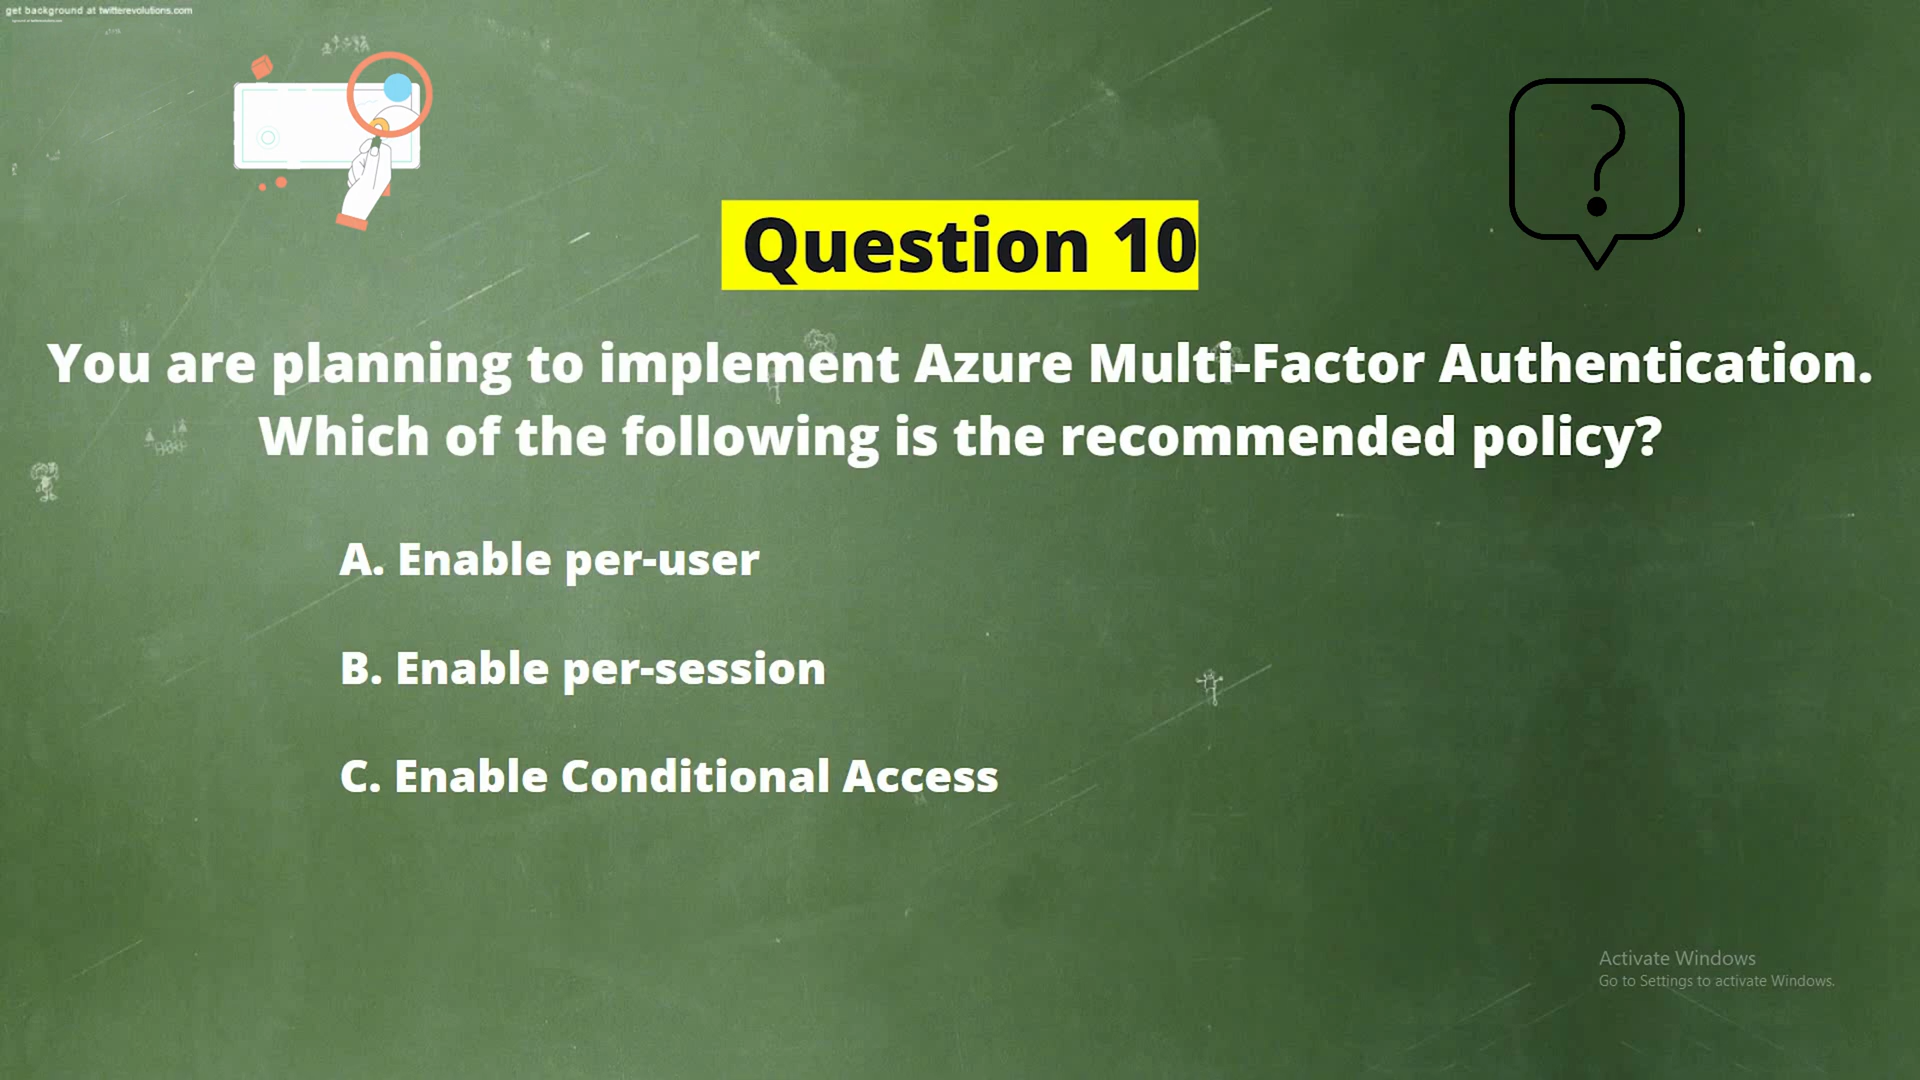 get background at twitterevolutions.com
Question 10
You are planning to implement Azure Multi-Factor Authentication.
Which of the following is the recommended policy?
A. Enable per-user
B. Enable per-session
C. Enable Conditional Access
Activate Windows
Go to Settings to activate Windows.